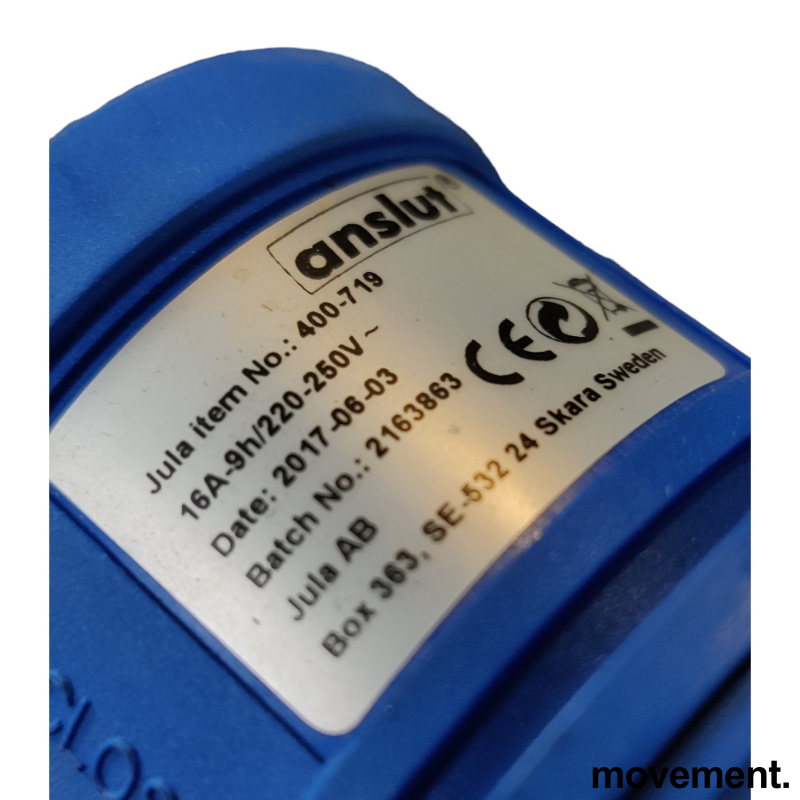 anslut®
Jula item No.: 400-719
16A-9h/220-250V ~
Date: 2017-06-03
Batch No.: 2163863
CE
Jula AB
Box 363, SE-532 24 Skara Sweden
movement.